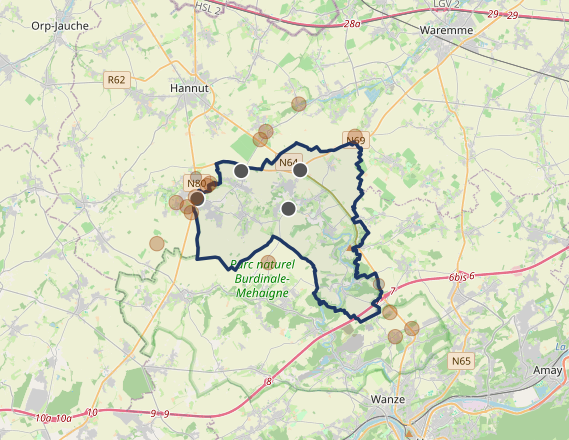 HSL 2
LGV 2
29 29
28a
Orp-Jauche
Waremme
R62
Hannut
N69
N64
N80
Parc naturel
Burdinale-
Mehaigne
6bis 6
7
8
N65
Amay
Wanze
10a 10a 10 9 9